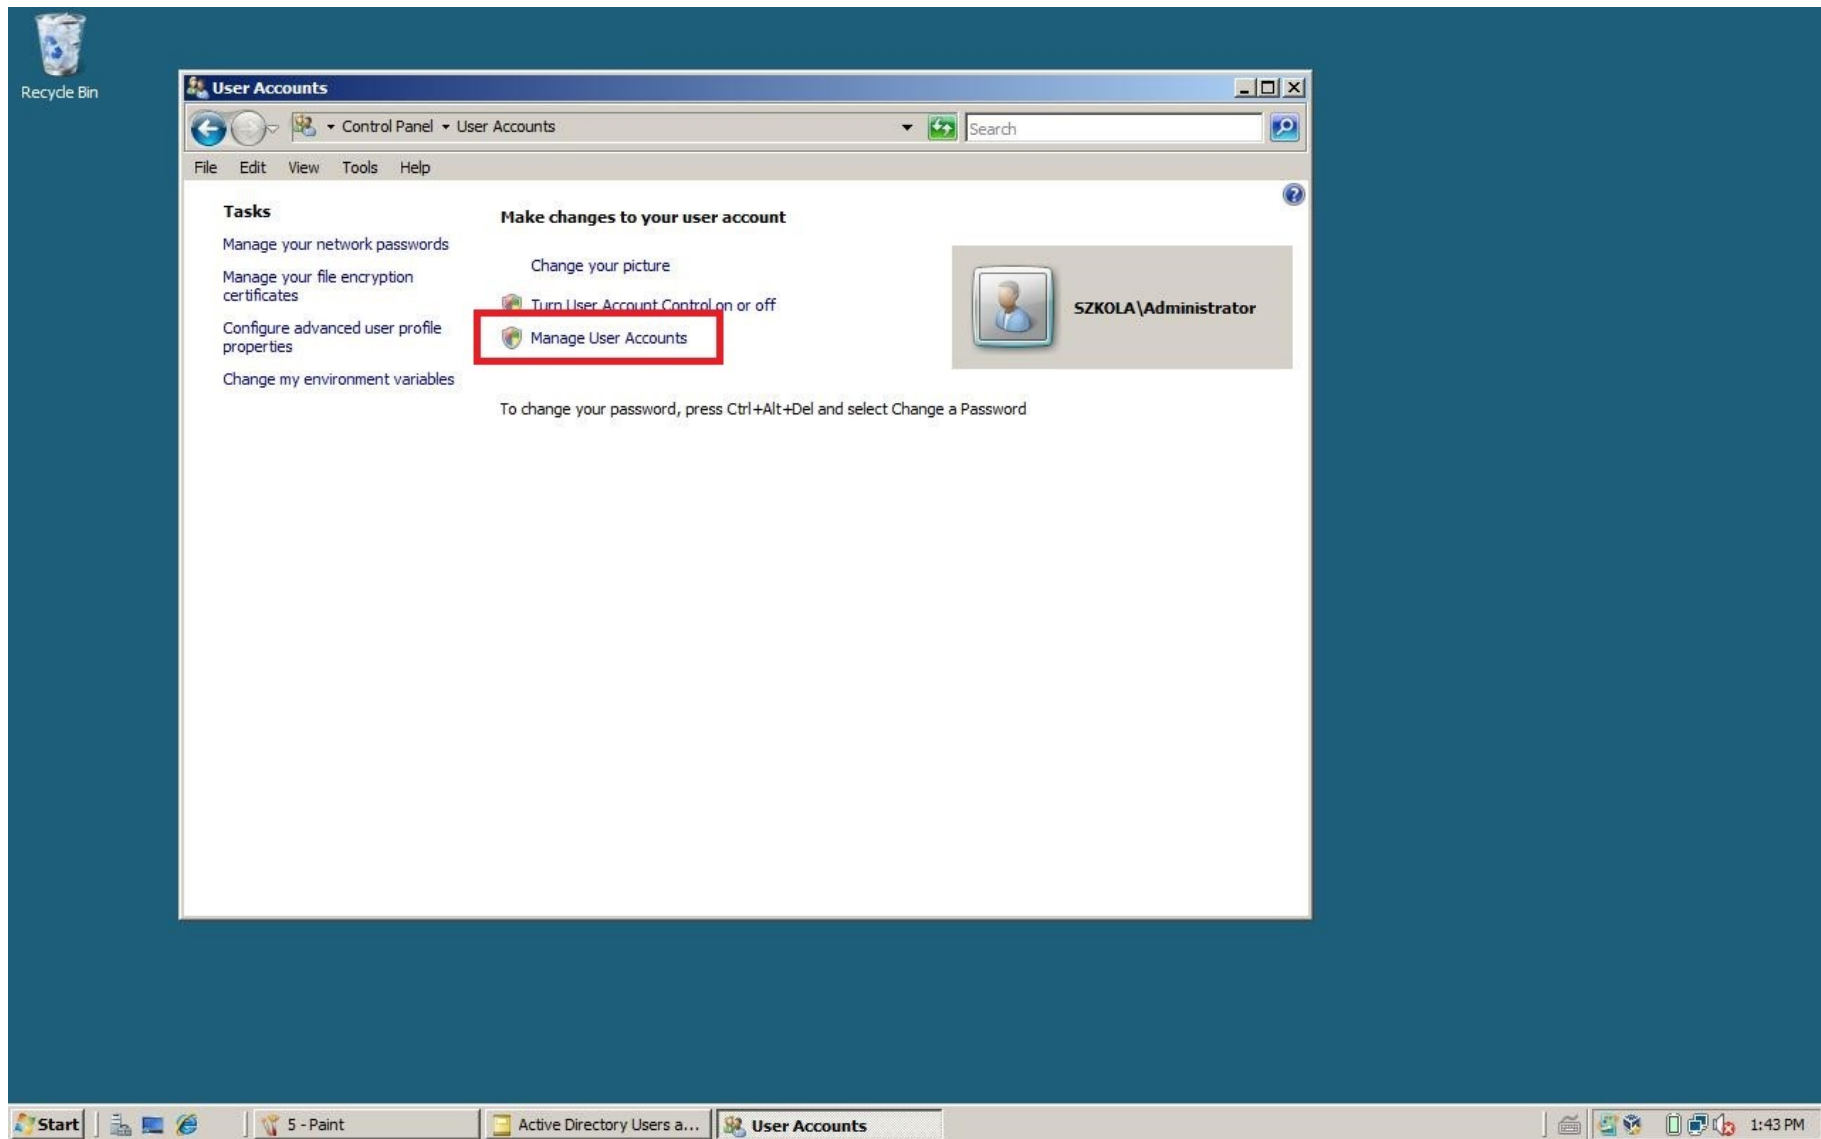 Recycle Bin
User Accounts
Control Panel User Accounts
Search
File Edit View Tools Help
Tasks
Manage your network passwords
Manage your file encryption
certificates
Configure advanced user profile
properties
Change my environment variables
Make changes to your user account
Change your picture
Turn User Account Control on or off
Manage User Accounts
SZKOLA\Administrator
To change your password, press Ctrl+Alt+Del and select Change a Password
Start
5 - Paint
Active Directory Users a...
User Accounts
1:43 PM